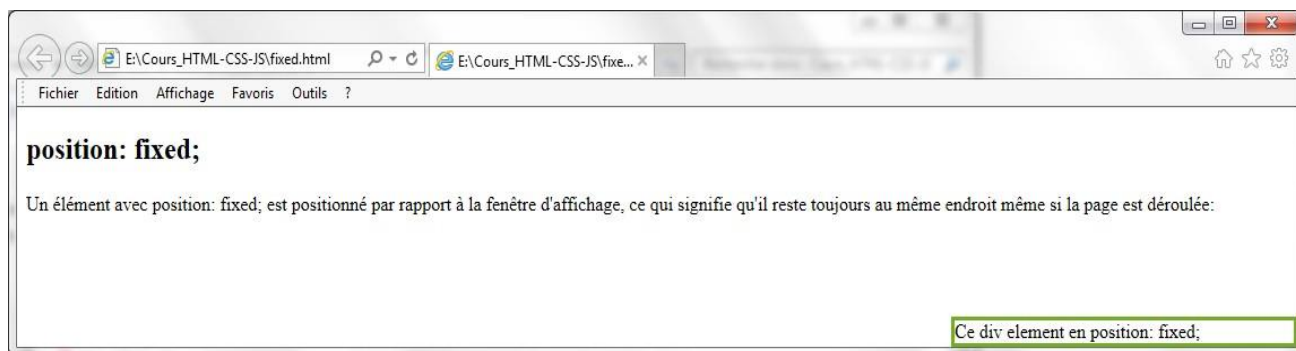 E:\Cours_HTML-CSS-JS\fixed.html
E:\Cours_HTML-CSS-JS\fixe...
Fichier Edition Affichage Favoris Outils ?
position: fixed;
Un élément avec position: fixed; est positionné par rapport à la fenêtre d'affichage, ce qui signifie qu'il reste toujours au même endroit même si la page est déroulée:
Ce div element en position: fixed;